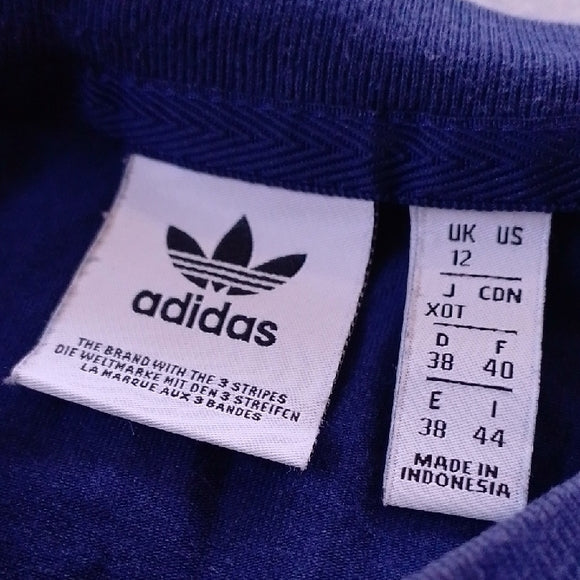 adidas
THE BRAND WITH THE 3 STRIPES
DIE WELTMARKE MIT DEN 3 STREIFEN
LA MARQUE AUX 3 BANDES
UK US
12
J CDN
XOT
D F
38 40
E I
38 44
MADE IN
INDONESIA